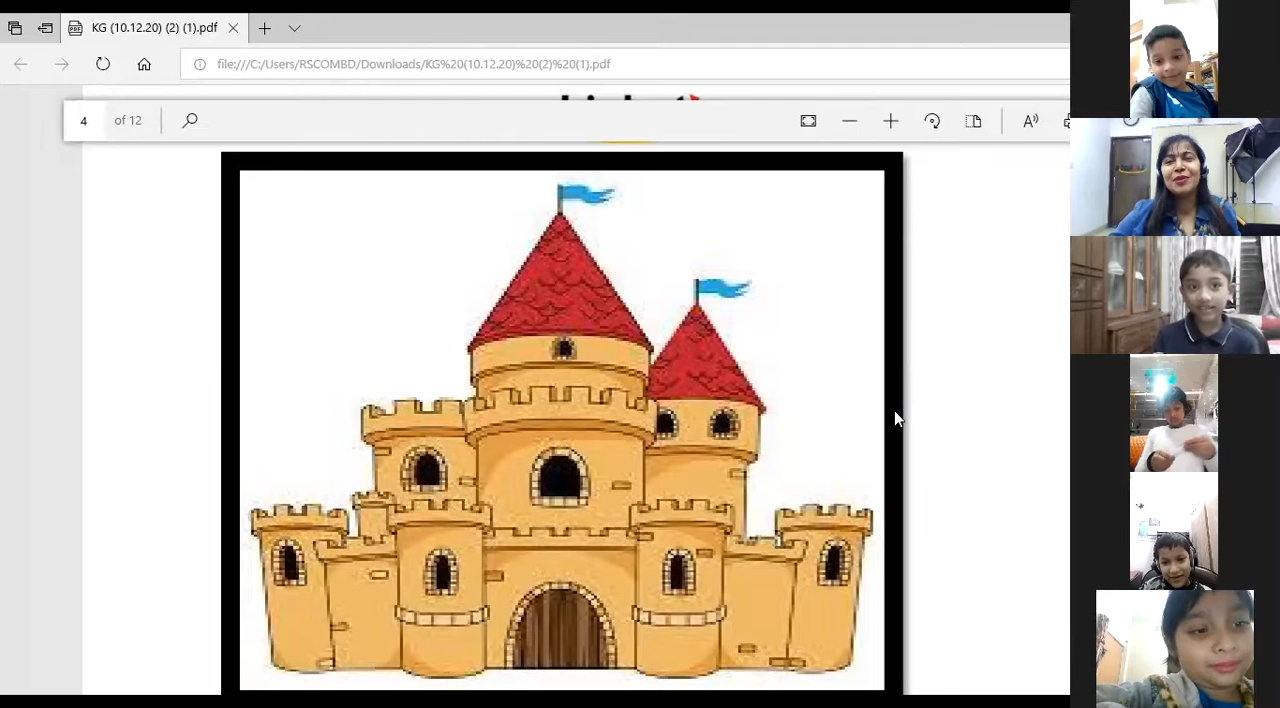 KG (10.12.20) (2) (1).pdf
file:///C:/Users/RSCOMBD/Downloads/KG%20(10.12.20)%20(2)%20(1).pdf
4 of 12